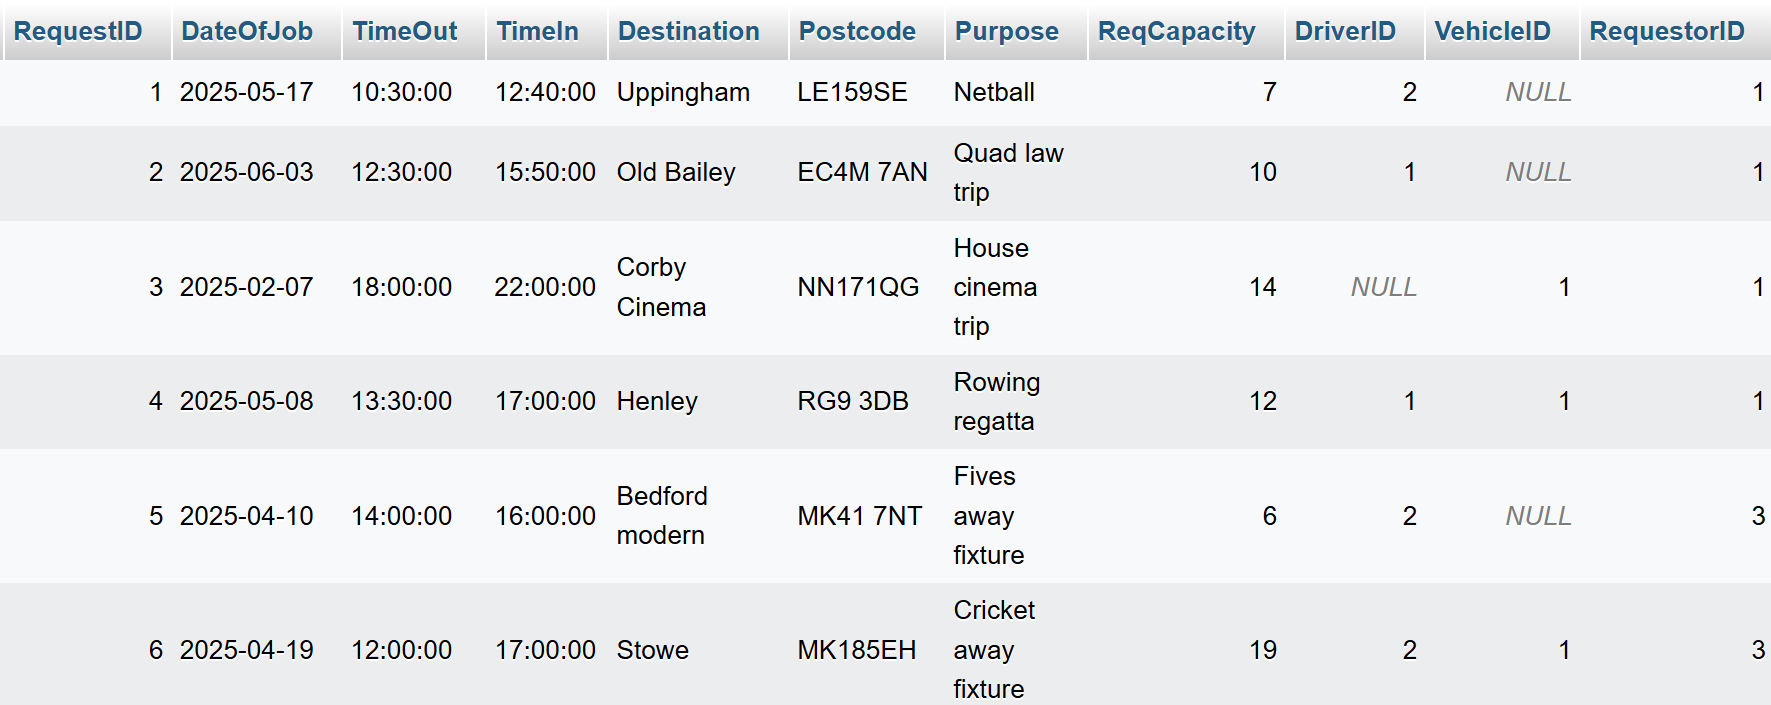 RequestID DateOfJob TimeOut TimeIn Destination Postcode Purpose ReqCapacity DriverID VehicleID RequestorID
1 2025-05-17 10:30:00 12:40:00 Uppingham LE159SE Netball 7 2 NULL 1
2 2025-06-03 12:30:00 15:50:00 Old Bailey EC4M 7AN Quad law trip 10 1 NULL 1
3 2025-02-07 18:00:00 22:00:00 Corby Cinema NN171QG House cinema trip 14 NULL 1 1
4 2025-05-08 13:30:00 17:00:00 Henley RG9 3DB Rowing regatta 12 1 1 1
5 2025-04-10 14:00:00 16:00:00 Bedford modern MK41 7NT Fives away fixture 6 2 NULL 3
6 2025-04-19 12:00:00 17:00:00 Stowe MK185EH Cricket away fixture 19 2 1 3